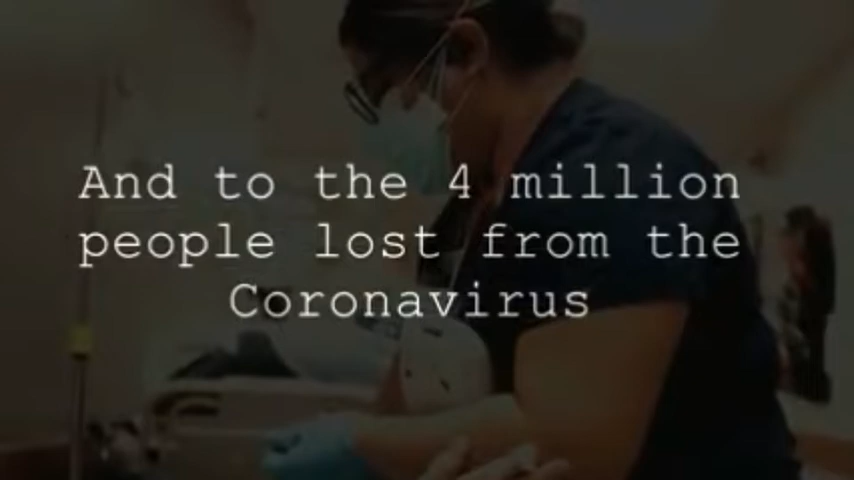 And to the 4 million
people lost from the
Coronavirus